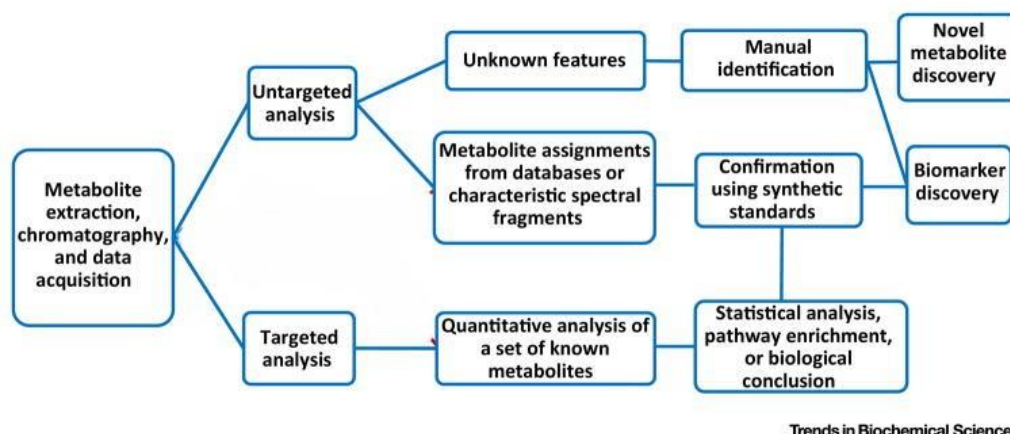 Metabolite
extraction,
chromatography,
and data
acquisition
Untargeted
analysis
Targeted
analysis
Unknown features
Metabolite assignments
from databases or
characteristic spectral
fragments
Quantitative analysis of
a set of known
metabolites
Manual
identification
Confirmation
using synthetic
standards
Statistical analysis,
pathway enrichment,
or biological
conclusion
Novel
metabolite
discovery
Biomarker
discovery
Trends in Biochemical Science